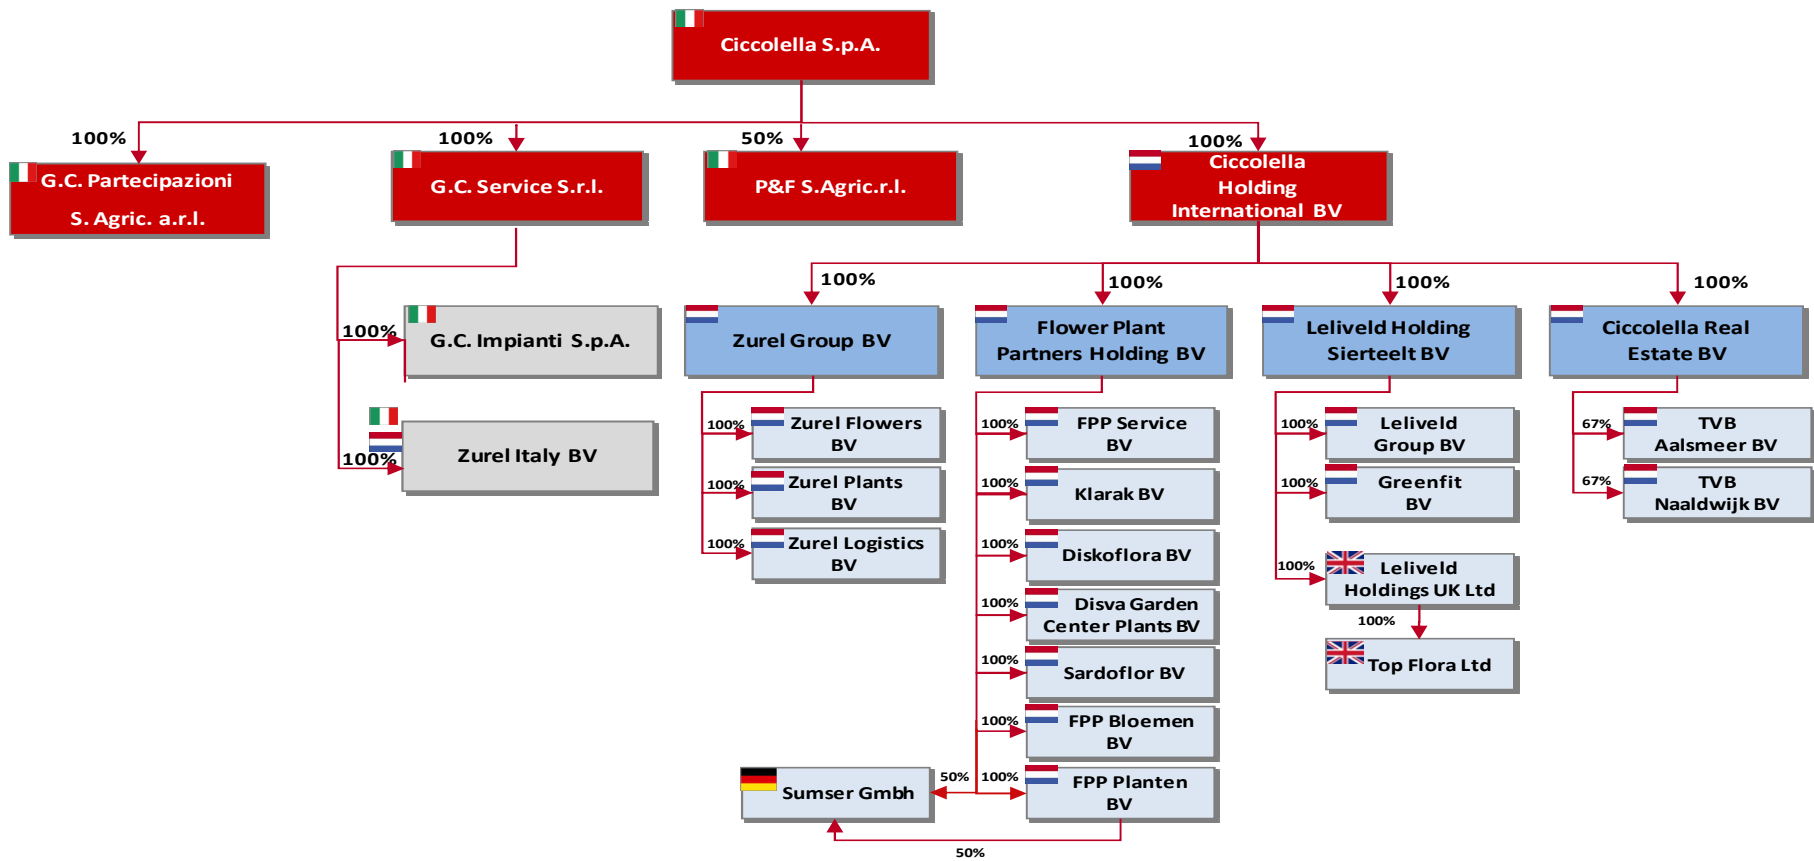 Ciccolella S.p.A.
100%
100%
50%
100%
G.C. Partecipazioni
S. Agric. a.r.l.
G.C. Service S.r.l.
P&F S.Agric.r.l.
Ciccolella
Holding
International BV
100%
100%
100%
100%
100%
G.C. Impianti S.p.A.
Zurel Group BV
Flower Plant
Partners Holding BV
Leliveld Holding
Sierteelt BV
Ciccolella Real
Estate BV
100%
Zurel Italy BV
100%
Zurel Flowers
BV
100%
Zurel Plants
BV
100%
Zurel Logistics
BV
100%
FPP Service
BV
100%
Klarak BV
100%
Diskoflora BV
100%
Disva Garden
Center Plants BV
100%
Sardoflor BV
100%
FPP Bloemen
BV
50%
100%
FPP Planten
BV
Sumser Gmbh
50%
100%
Leliveld
Group BV
100%
Greenfit
BV
100%
Leliveld
Holdings UK Ltd
100%
Top Flora Ltd
67%
TVB
Aalsmeer BV
67%
TVB
Naaldwijk BV